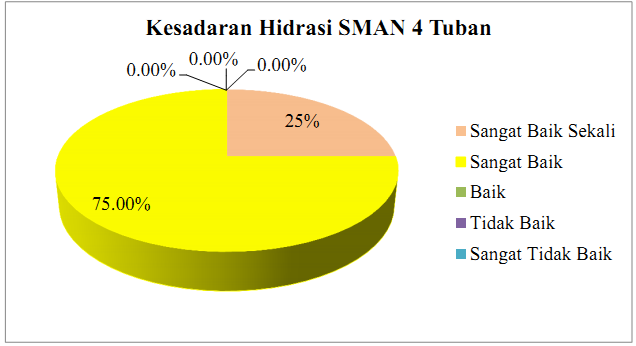 Kesadaran Hidrasi SMAN 4 Tuban
0.00%
0.00%
0.00%
25%
75.00%
Sangat Baik Sekali
Sangat Baik
Baik
Tidak Baik
Sangat Tidak Baik